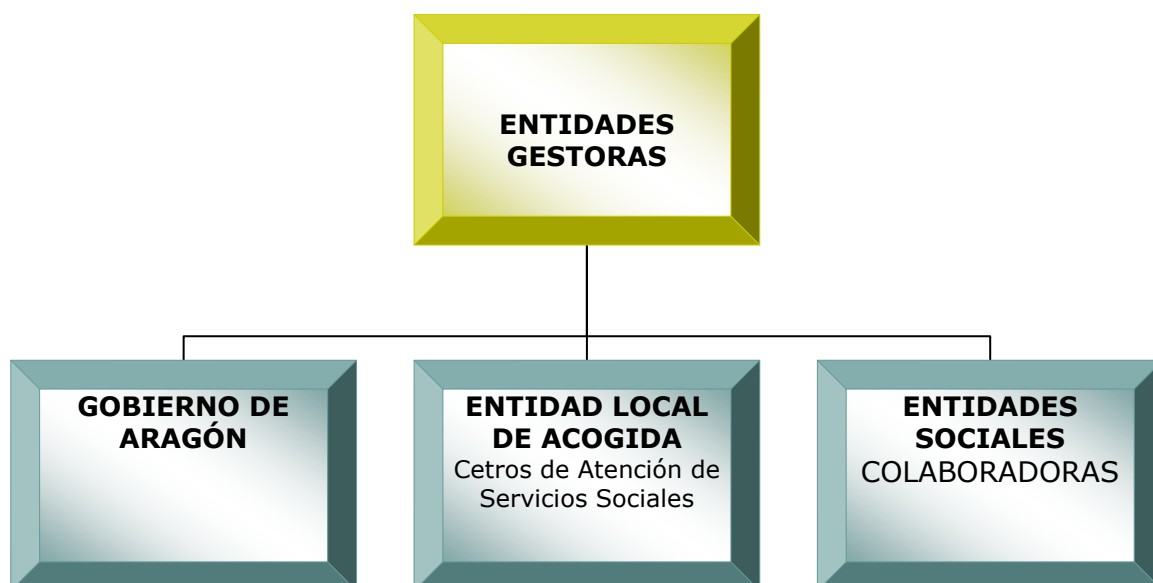 ENTIDADES
GESTORAS
GOBIERNO DE
ARAGÓN
ENTIDAD LOCAL
DE ACOGIDA
Cetros de Atención de
Servicios Sociales
ENTIDADES
SOCIALES
COLABORADORAS